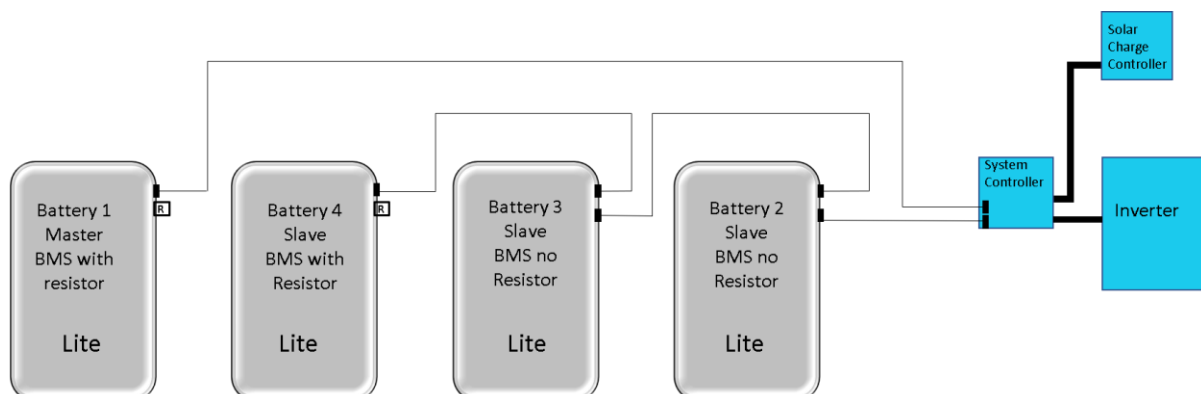 Battery 1
Master
BMS with
resistor
Lite
R
Battery 4
Slave
BMS with
Resistor
Lite
R
Battery 3
Slave
BMS no
Resistor
Lite
Battery 2
Slave
BMS no
Resistor
Lite
System
Controller
Solar
Charge
Controller
Inverter